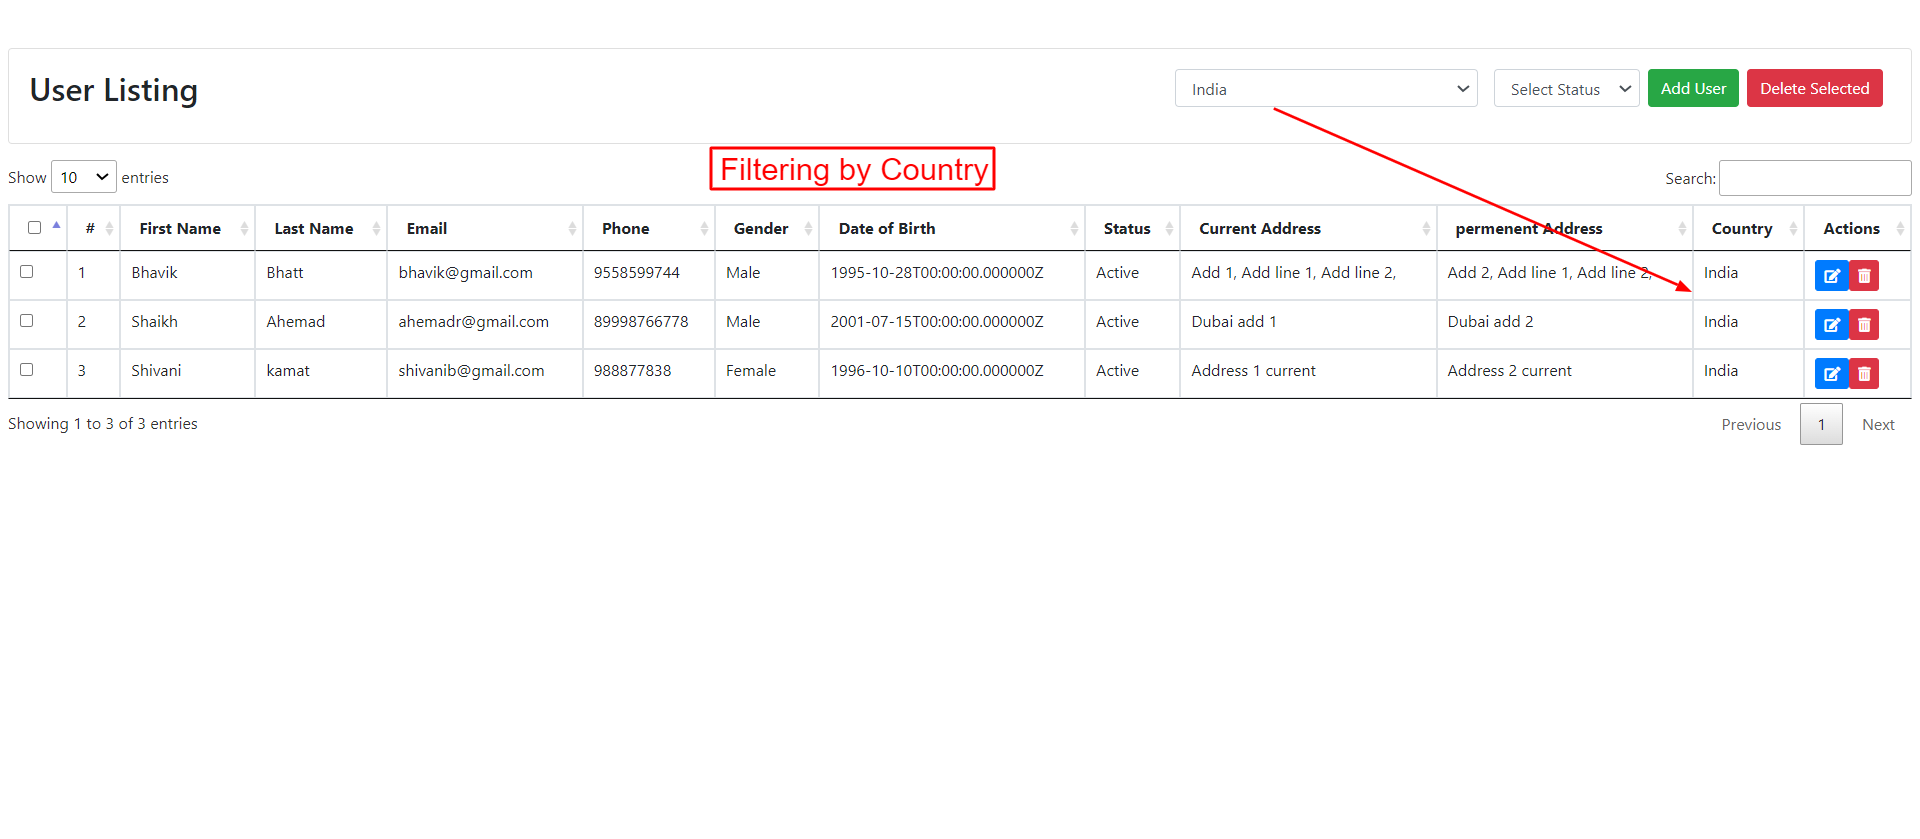 User Listing
India
Select Status
Add User
Delete Selected
Filtering by Country
Show 10 entries
Search:
# First Name Last Name Email Phone Gender Date of Birth Status Current Address permenent Address Country Actions
1 Bhavik Bhatt bhavik@gmail.com 9558599744 Male 1995-10-28T00:00:00.000000Z Active Add 1, Add line 1, Add line 2, Add 2, Add line 1, Add line 2, India
2 Shaikh Ahemad ahemadr@gmail.com 89998766778 Male 2001-07-15T00:00:00.000000Z Active Dubai add 1 Dubai add 2 India
3 Shivani kamat shivanib@gmail.com 988877838 Female 1996-10-10T00:00:00.000000Z Active Address 1 current Address 2 current India
Showing 1 to 3 of 3 entries
Previous 1 Next